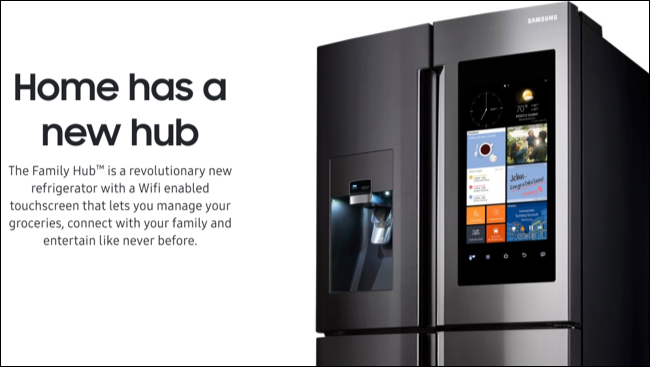 SAMSUNG
Home has a
new hub
The Family Hub™ is a revolutionary new
refrigerator with a Wifi enabled
touchscreen that lets you manage your
groceries, connect with your family and
entertain like never before.
70°